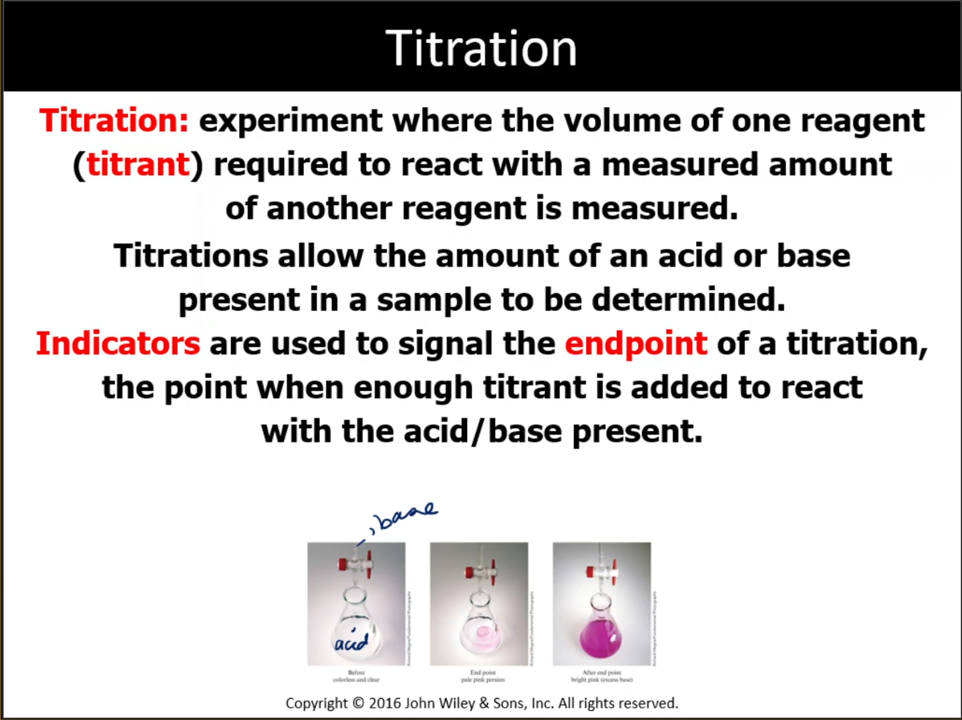 Titration
Titration: experiment where the volume of one reagent
(titrant) required to react with a measured amount
of another reagent is measured.
Titrations allow the amount of an acid or base
present in a sample to be determined.
Indicators are used to signal the endpoint of a titration,
the point when enough titrant is added to react
with the acid/base present.
base
acid
Before
colorless and clear
End point
pale pink persists
After end point
bright pink (excess base)
Copyright © 2016 John Wiley & Sons, Inc. All rights reserved.